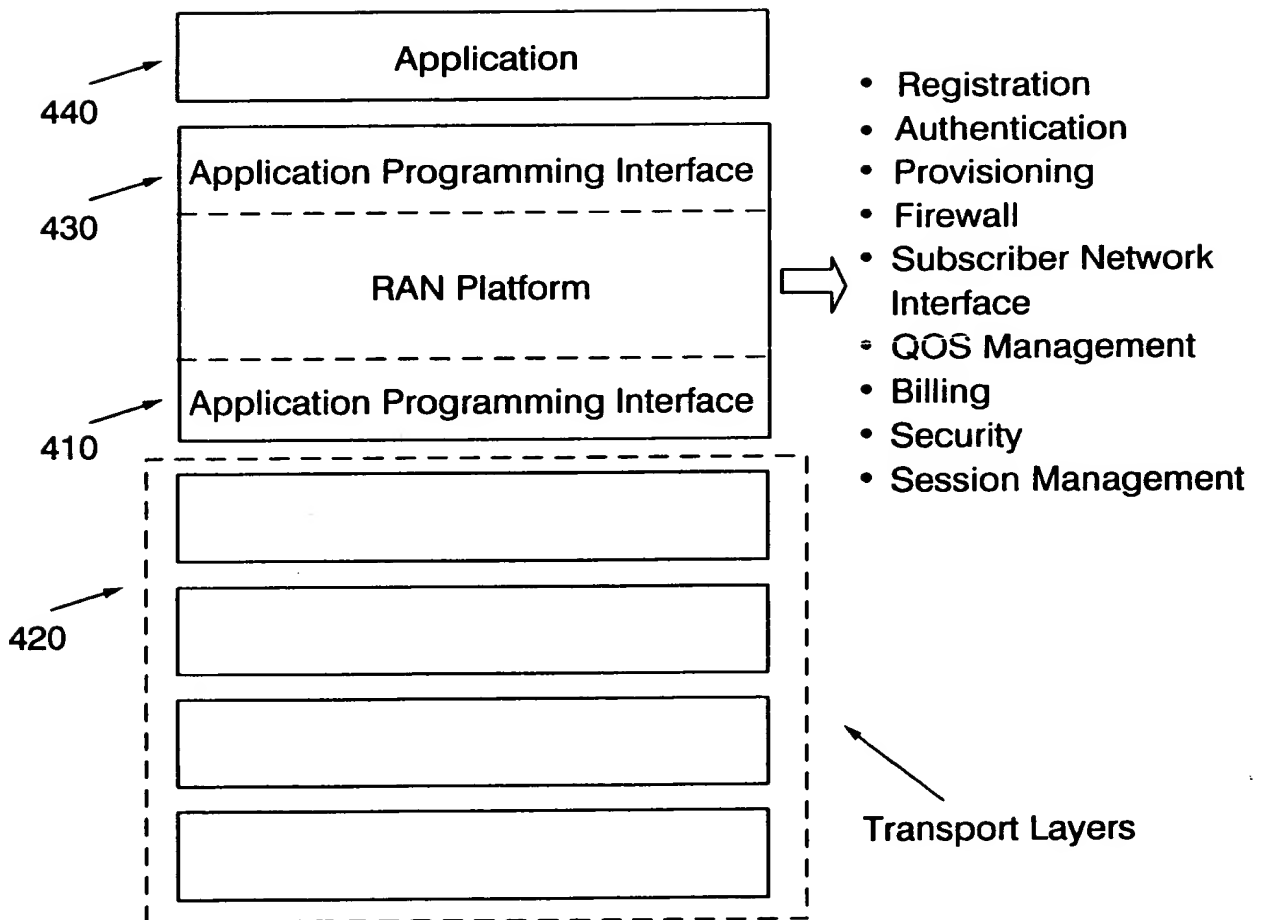 Application
440
Application Programming Interface
430
RAN Platform
Application Programming Interface
410
• Registration
• Authentication
• Provisioning
• Firewall
• Subscriber Network
Interface
• QOS Management
• Billing
• Security
• Session Management
420
Transport Layers